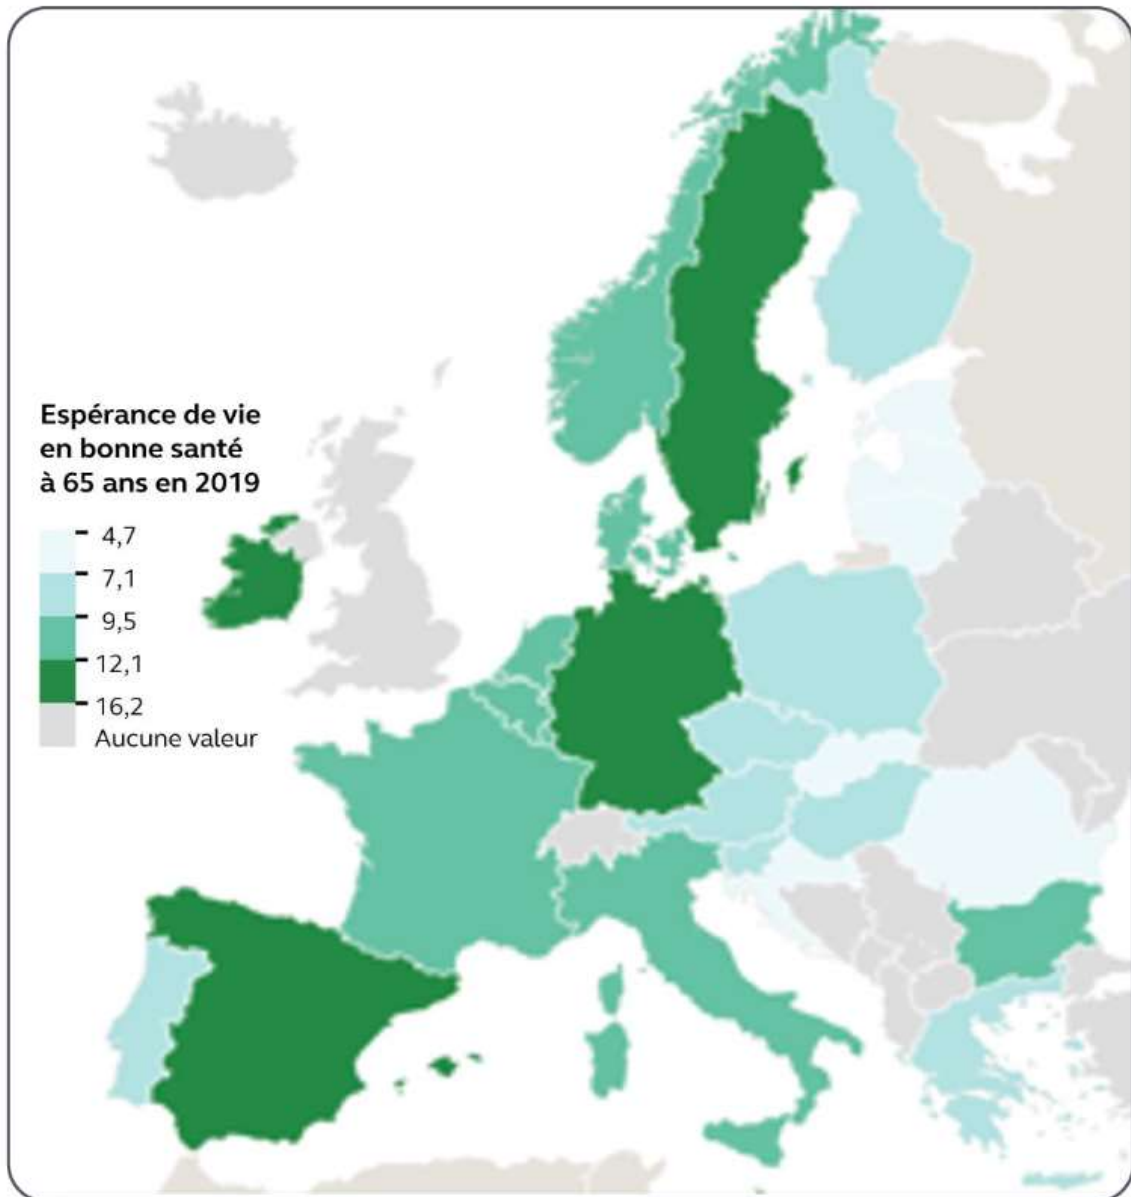 Espérance de vie
en bonne santé
à 65 ans en 2019
4,7
7,1
9,5
12,1
16,2
Aucune valeur